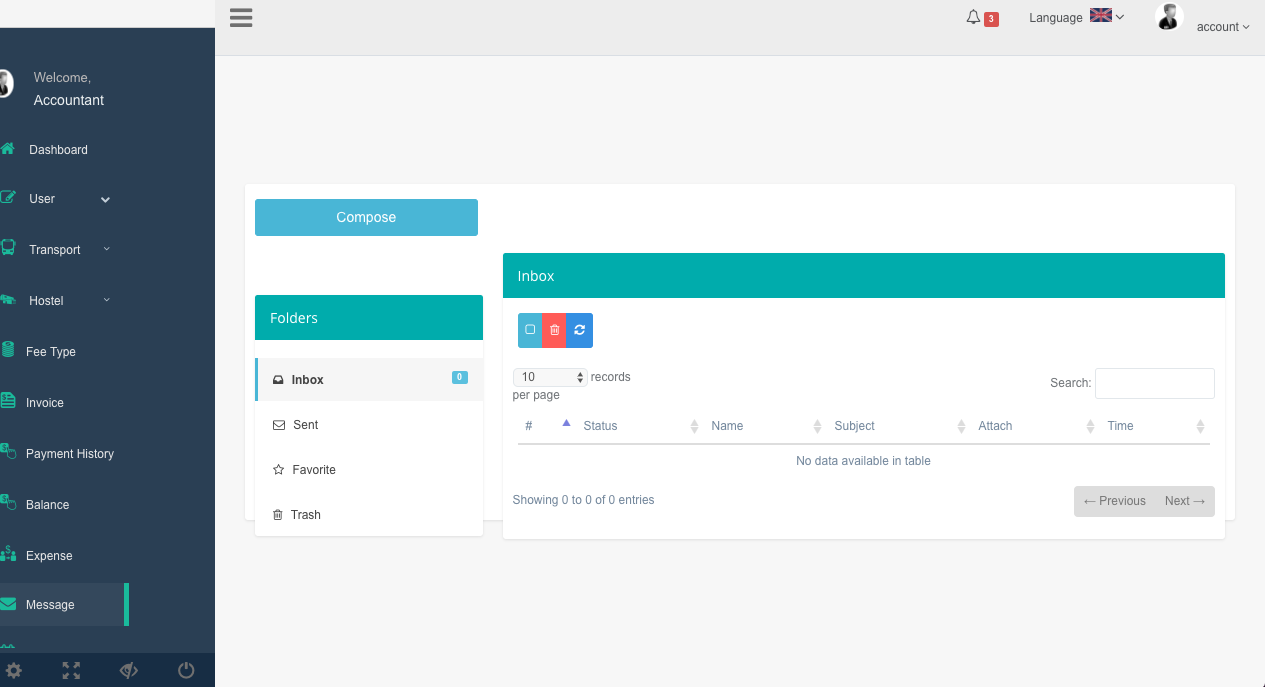 3
Language
account
Welcome,
Accountant
Dashboard
User
Transport
Hostel
Fee Type
Invoice
Payment History
Balance
Expense
Message
Compose
Folders
Inbox 0
Sent
Favorite
Trash
Inbox
10 records
per page
Search:
# Status Name Subject Attach Time
No data available in table
Showing 0 to 0 of 0 entries
← Previous Next →